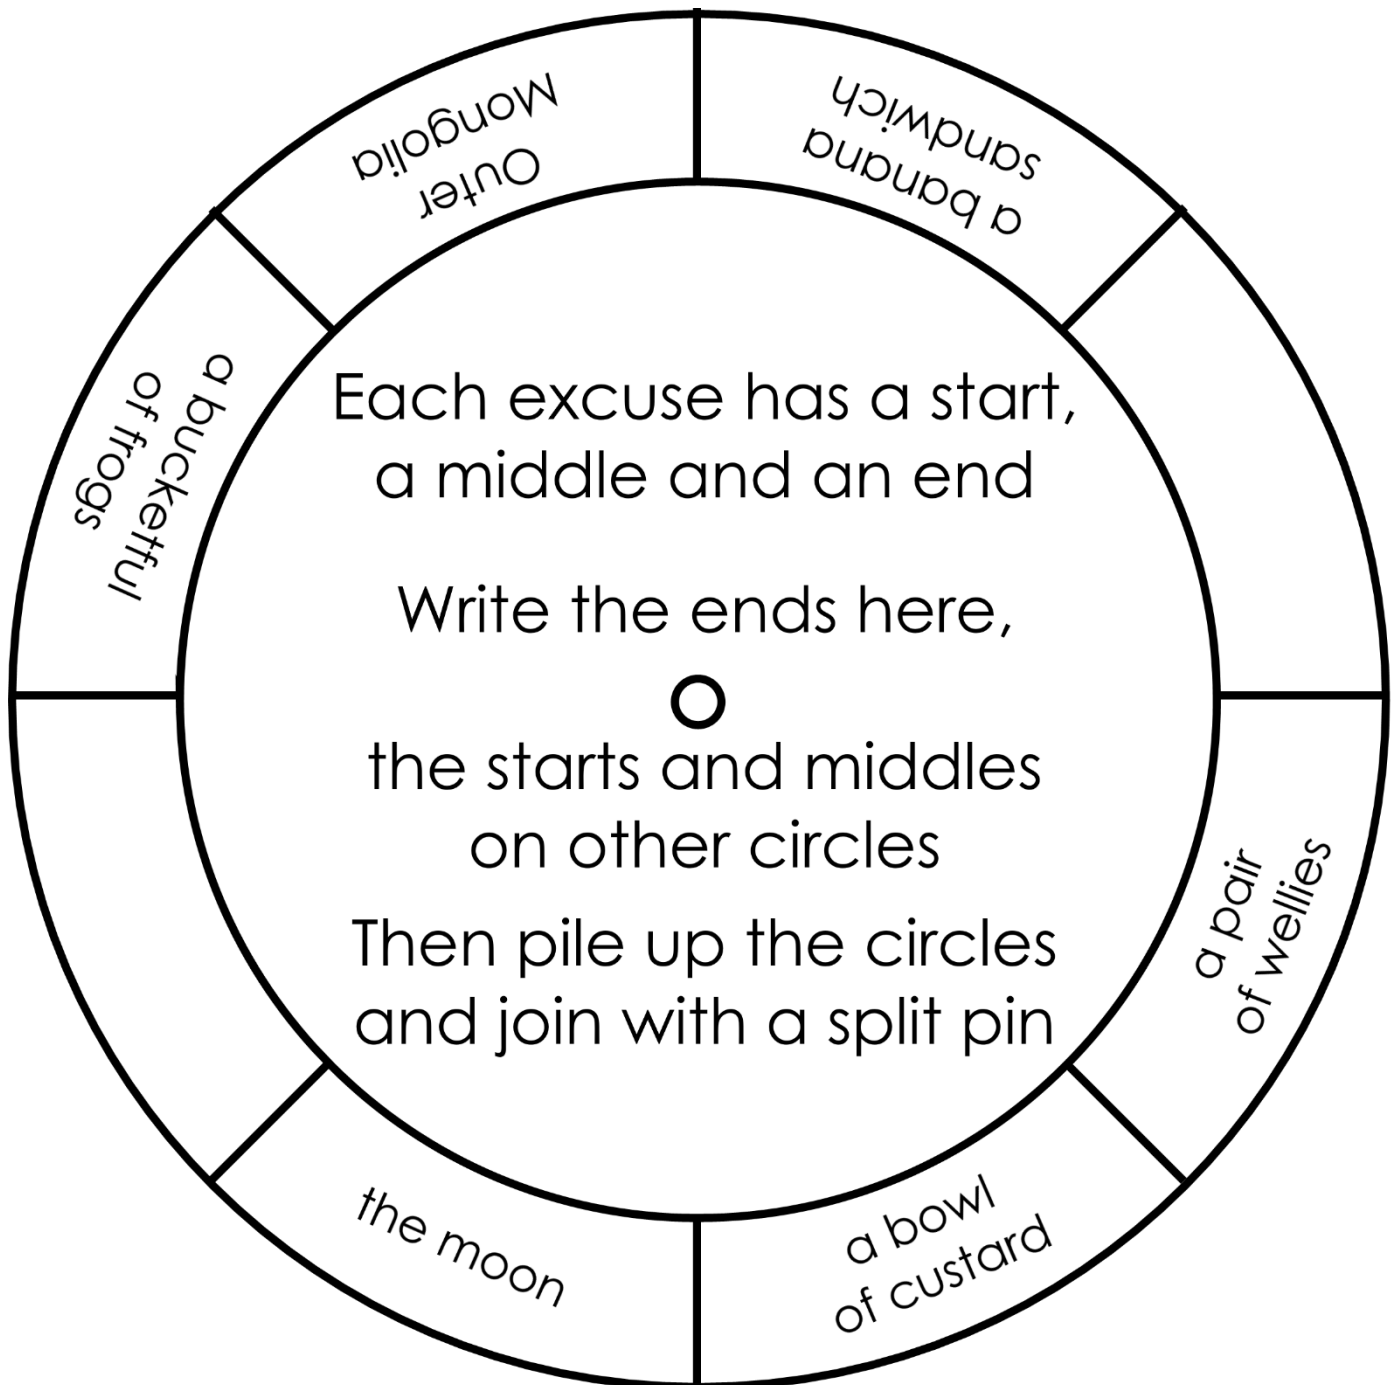 Outer
Mongolia
a banana
sandwich
a bucketful
of frogs
Each excuse has a start,
a middle and an end
Write the ends here,
the starts and middles
on other circles
Then pile up the circles
and join with a split pin
a pair
of wellies
the moon
a bowl
of custard